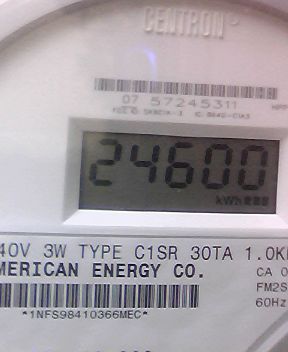 CENTRON
07 57245311
24600
kWh
40V 3W TYPE C1SR 30TA 1.0K
MERICAN ENERGY CO.
CA 0
FM2S
60Hz
*1NFS98410366MEC*